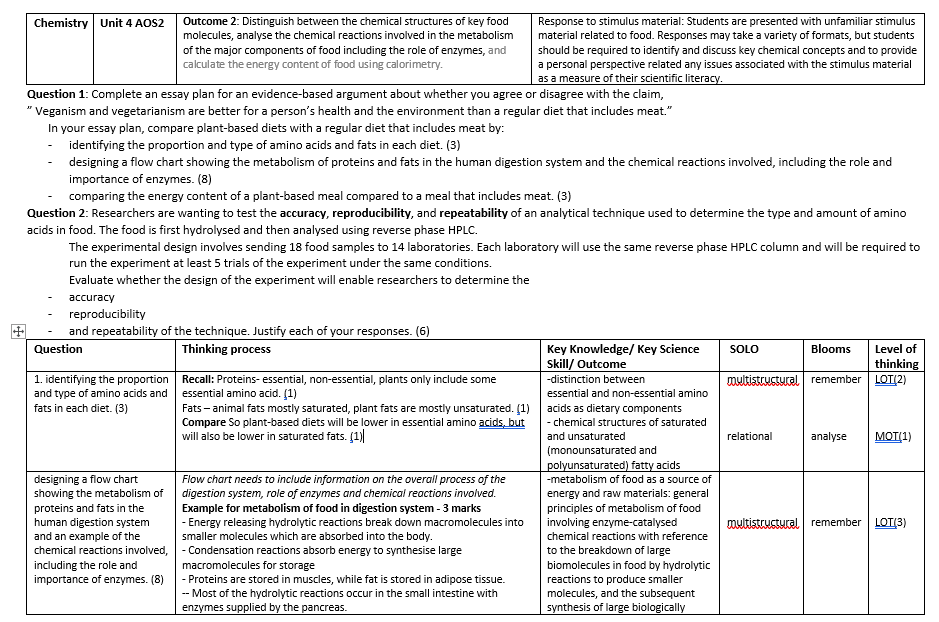 Chemistry
Unit 4 AOS2
Outcome 2: Distinguish between the chemical structures of key food
molecules, analyse the chemical reactions involved in the metabolism
of the major components of food including the role of enzymes, and
calculate the energy content of food using calorimetry.
Response to stimulus material: Students are presented with unfamiliar stimulus
material related to food. Responses may take a variety of formats, but students
should be required to identify and discuss key chemical concepts and to provide
a personal perspective related any issues associated with the stimulus material
as a measure of their scientific literacy.
Question 1: Complete an essay plan for an evidence-based argument about whether you agree or disagree with the claim,
" Veganism and vegetarianism are better for a person's health and the environment than a regular diet that includes meat."
In your essay plan, compare plant-based diets with a regular diet that includes meat by:
- identifying the proportion and type of amino acids and fats in each diet. (3)
- designing a flow chart showing the metabolism of proteins and fats in the human digestion system and the chemical reactions involved, including the role and
importance of enzymes. (8)
- comparing the energy content of a plant-based meal compared to a meal that includes meat. (3)
Question 2: Researchers are wanting to test the accuracy, reproducibility, and repeatability of an analytical technique used to determine the type and amount of amino
acids in food. The food is first hydrolysed and then analysed using reverse phase HPLC.
The experimental design involves sending 18 food samples to 14 laboratories. Each laboratory will use the same reverse phase HPLC column and will be required to
run the experiment at least 5 trials of the experiment under the same conditions.
Evaluate whether the design of the experiment will enable researchers to determine the
- accuracy
- reproducibility
- and repeatability of the technique. Justify each of your responses. (6)
Question
Thinking process
Key Knowledge/ Key Science
Skill/ Outcome
SOLO
Blooms
Level of
thinking
1. identifying the proportion
and type of amino acids and
fats in each diet. (3)
Recall: Proteins- essential, non-essential, plants only include some
essential amino acid. (1)
Fats – animal fats mostly saturated, plant fats are mostly unsaturated. (1)
Compare So plant-based diets will be lower in essential amino acids, but
will also be lower in saturated fats. (1)
-distinction between
essential and non-essential amino
acids as dietary components
- chemical structures of saturated
and unsaturated
(monounsaturated and
polyunsaturated) fatty acids
multistructural
relational
remember
analyse
LOT(2)
MOT(1)
designing a flow chart
showing the metabolism of
proteins and fats in the
human digestion system
and an example of the
chemical reactions involved,
including the role and
importance of enzymes. (8)
Flow chart needs to include information on the overall process of the
digestion system, role of enzymes and chemical reactions involved.
Example for metabolism of food in digestion system - 3 marks
- Energy releasing hydrolytic reactions break down macromolecules into
smaller molecules which are absorbed into the body.
- Condensation reactions absorb energy to synthesise large
macromolecules for storage
- Proteins are stored in muscles, while fat is stored in adipose tissue.
-- Most of the hydrolytic reactions occur in the small intestine with
enzymes supplied by the pancreas.
-metabolism of food as a source of
energy and raw materials: general
principles of metabolism of food
involving enzyme-catalysed
chemical reactions with reference
to the breakdown of large
biomolecules in food by hydrolytic
reactions to produce smaller
molecules, and the subsequent
synthesis of large biologically
multistructural
remember
LOT(3)